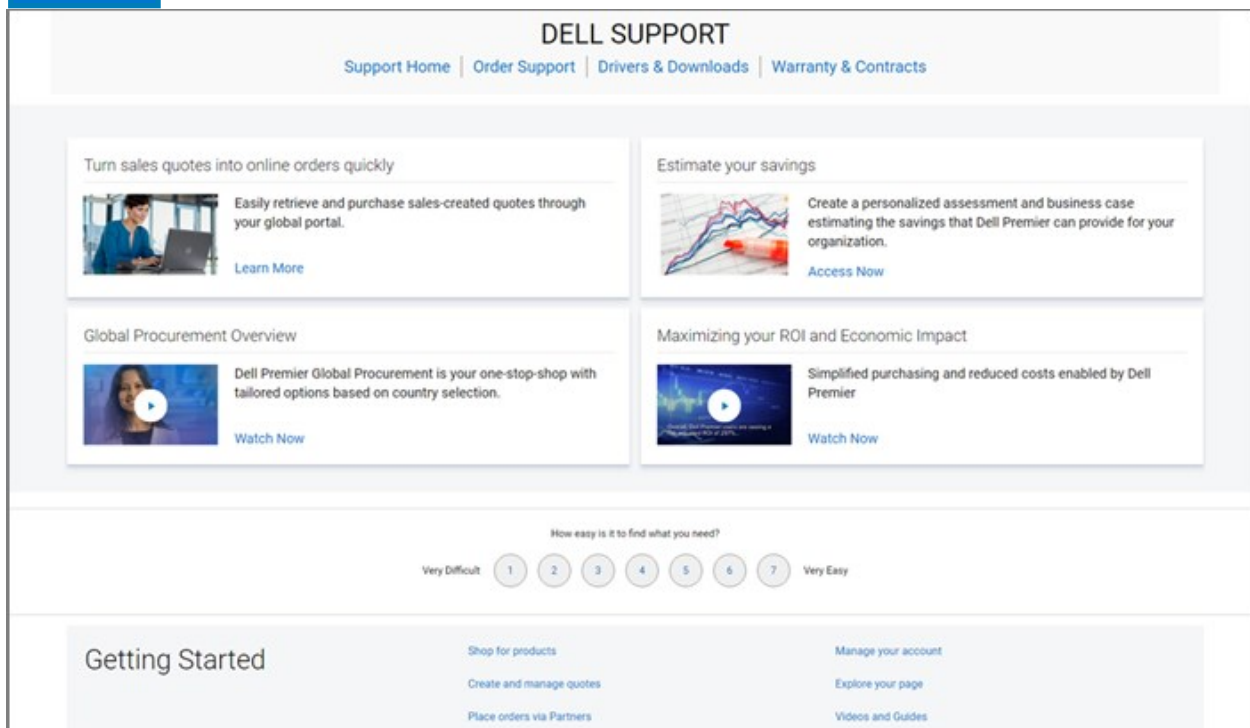 DELL SUPPORT
Support Home | Order Support | Drivers & Downloads | Warranty & Contracts
Turn sales quotes into online orders quickly
Easily retrieve and purchase sales-created quotes through
your global portal.
Learn More
Estimate your savings
Create a personalized assessment and business case
estimating the savings that Dell Premier can provide for your
organization.
Access Now
Global Procurement Overview
Dell Premier Global Procurement is your one-stop-shop with
tailored options based on country selection.
Watch Now
Maximizing your ROI and Economic Impact
Simplified purchasing and reduced costs enabled by Dell
Premier
Watch Now
How easy is it to find what you need?
Very Difficult 1 2 3 4 5 6 7 Very Easy
Getting Started
Shop for products
Create and manage quotes
Place orders via Partners
Manage your account
Explore your page
Videos and Guides